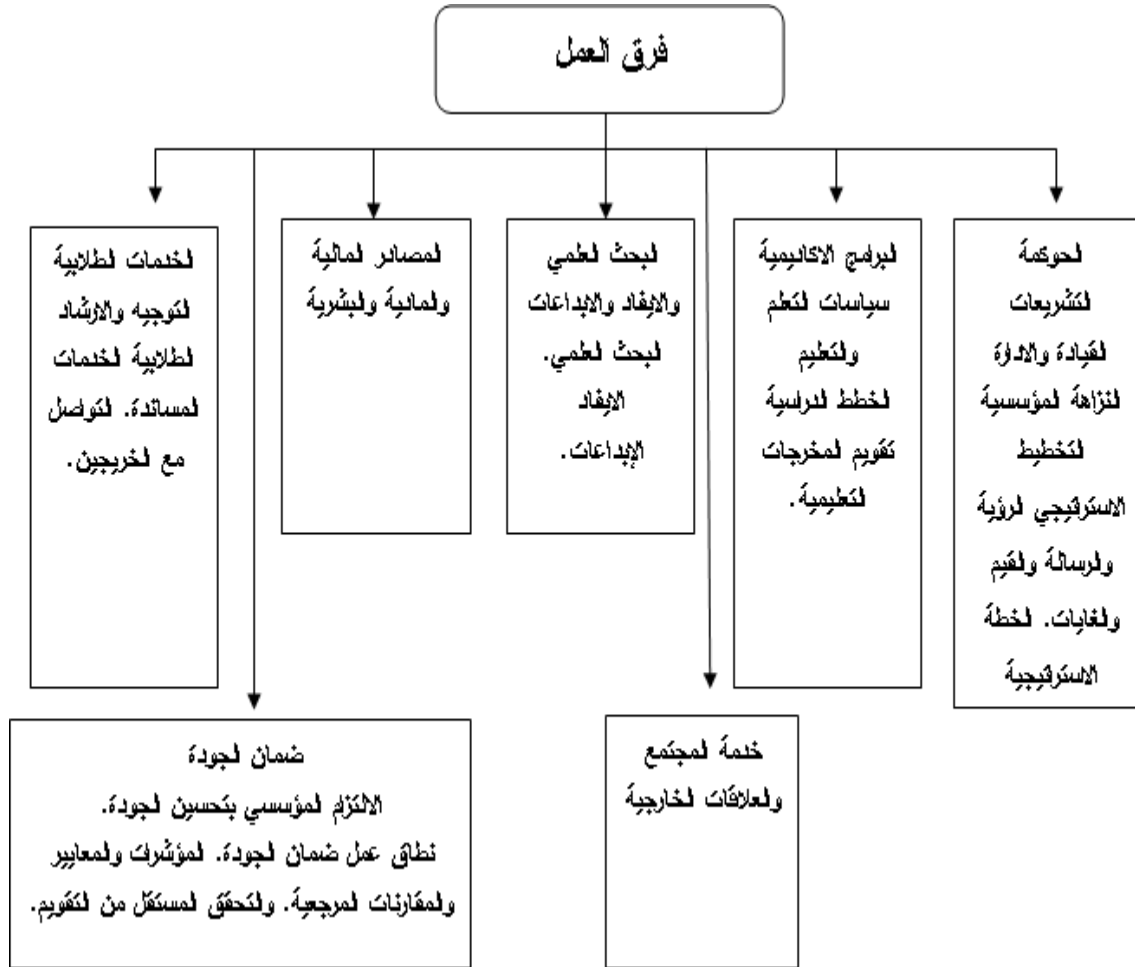 فرق العمل
الحوكمة
التشريعات
القيادة والادارة
النزاهة المؤسسية
التخطيط
الاستراتيجي الرؤية
والرسالة والقيم
والغايات. الخطة
الاستراتيجية
البرامج الاكاديمية
سياسات التعلم
والتعليم
الخطط الدراسية
تقويم المخرجات
التعليمية.
البحث العلمي
والايفاد والابداعات
البحث العلمي.
الايفاد
الإبداعات.
المصادر المالية
والمادية والبشرية
الخدمات الطلابية
التوجيه والارشاد
الطلابية الخدمات
المساندة. التواصل
مع الخريجين.
خدمة المجتمع
والعلاقات الخارجية
ضمان الجودة
الالتزام المؤسسي بتحسين الجودة.
نطاق عمل ضمان الجودة. المؤشرات والمعايير
والمقارنات المرجعية. والتحقق المستقل من التقويم.